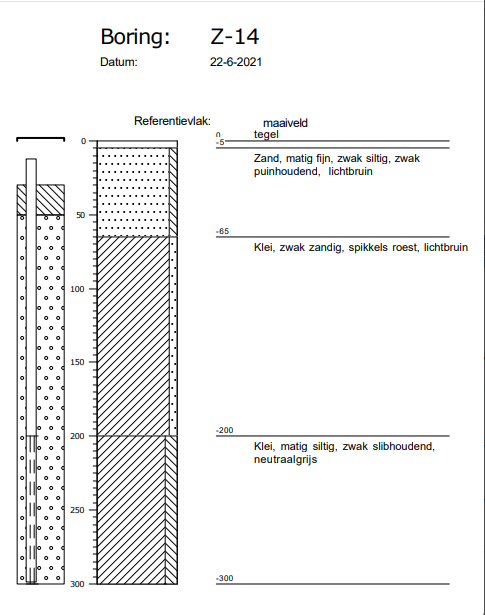 Boring: Z-14
Datum: 22-6-2021
Referentievlak: maaiveld
0 tegel
-5
Zand, matig fijn, zwak siltig, zwak
puinhoudend, lichtbruin
-65
Klei, zwak zandig, spikkels roest, lichtbruin
-200
Klei, matig siltig, zwak slibhoudend,
neutraalgrijs
-300
0
50
100
150
200
250
300